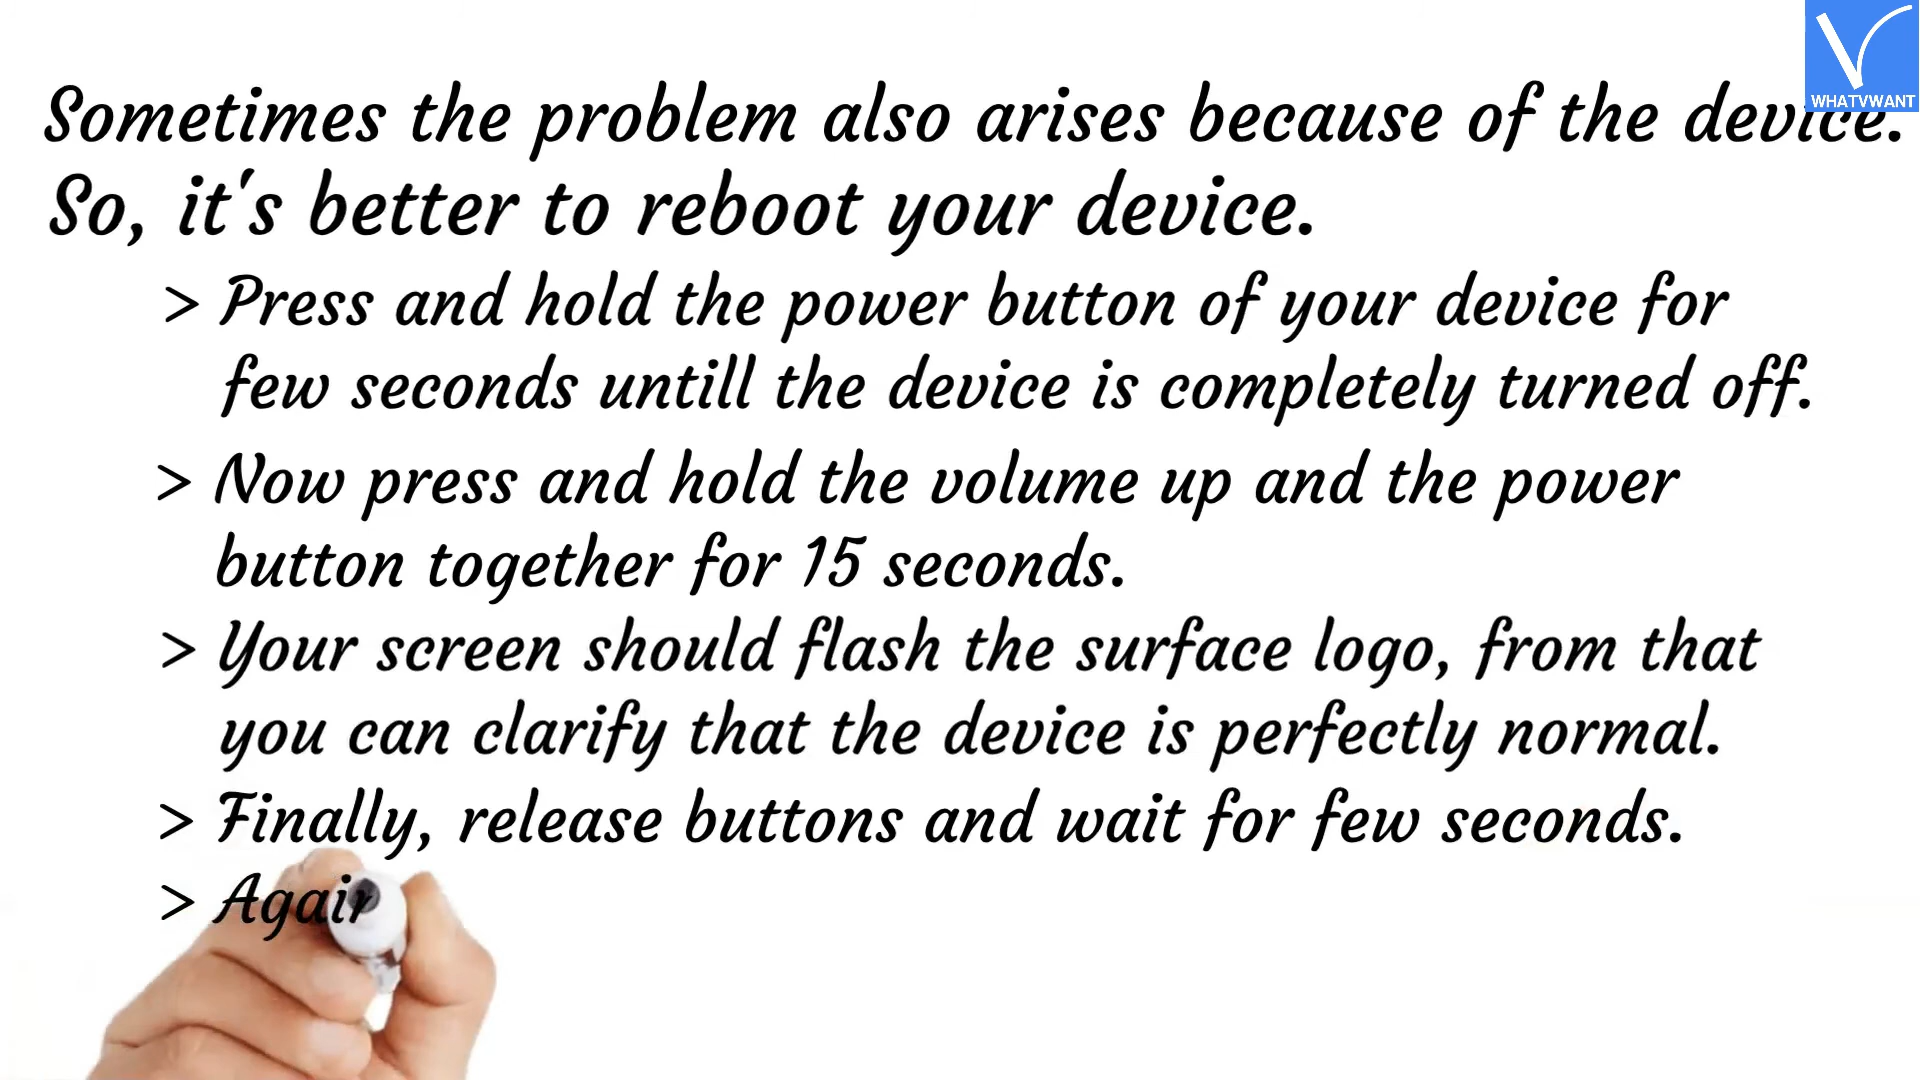 WHATVWANT
Sometimes the problem also arises because of the device.
So, it's better to reboot your device.
> Press and hold the power button of your device for
few seconds untill the device is completely turned off.
> Now press and hold the volume up and the power
button together for 15 seconds.
> Your screen should flash the surface logo, from that
you can clarify that the device is perfectly normal.
> Finally, release buttons and wait for few seconds.
>